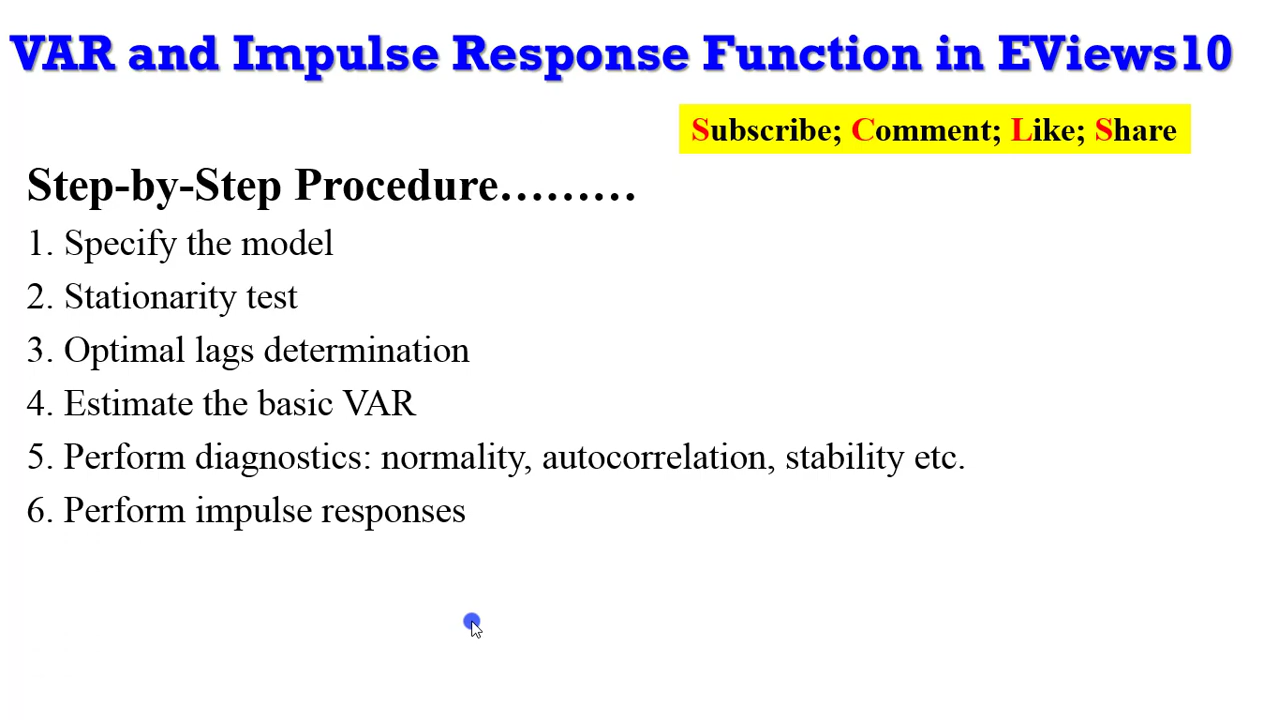 VAR and Impulse Response Function in EViews10
Subscribe; Comment; Like; Share
Step-by-Step Procedure………
1. Specify the model
2. Stationarity test
3. Optimal lags determination
4. Estimate the basic VAR
5. Perform diagnostics: normality, autocorrelation, stability etc.
6. Perform impulse responses